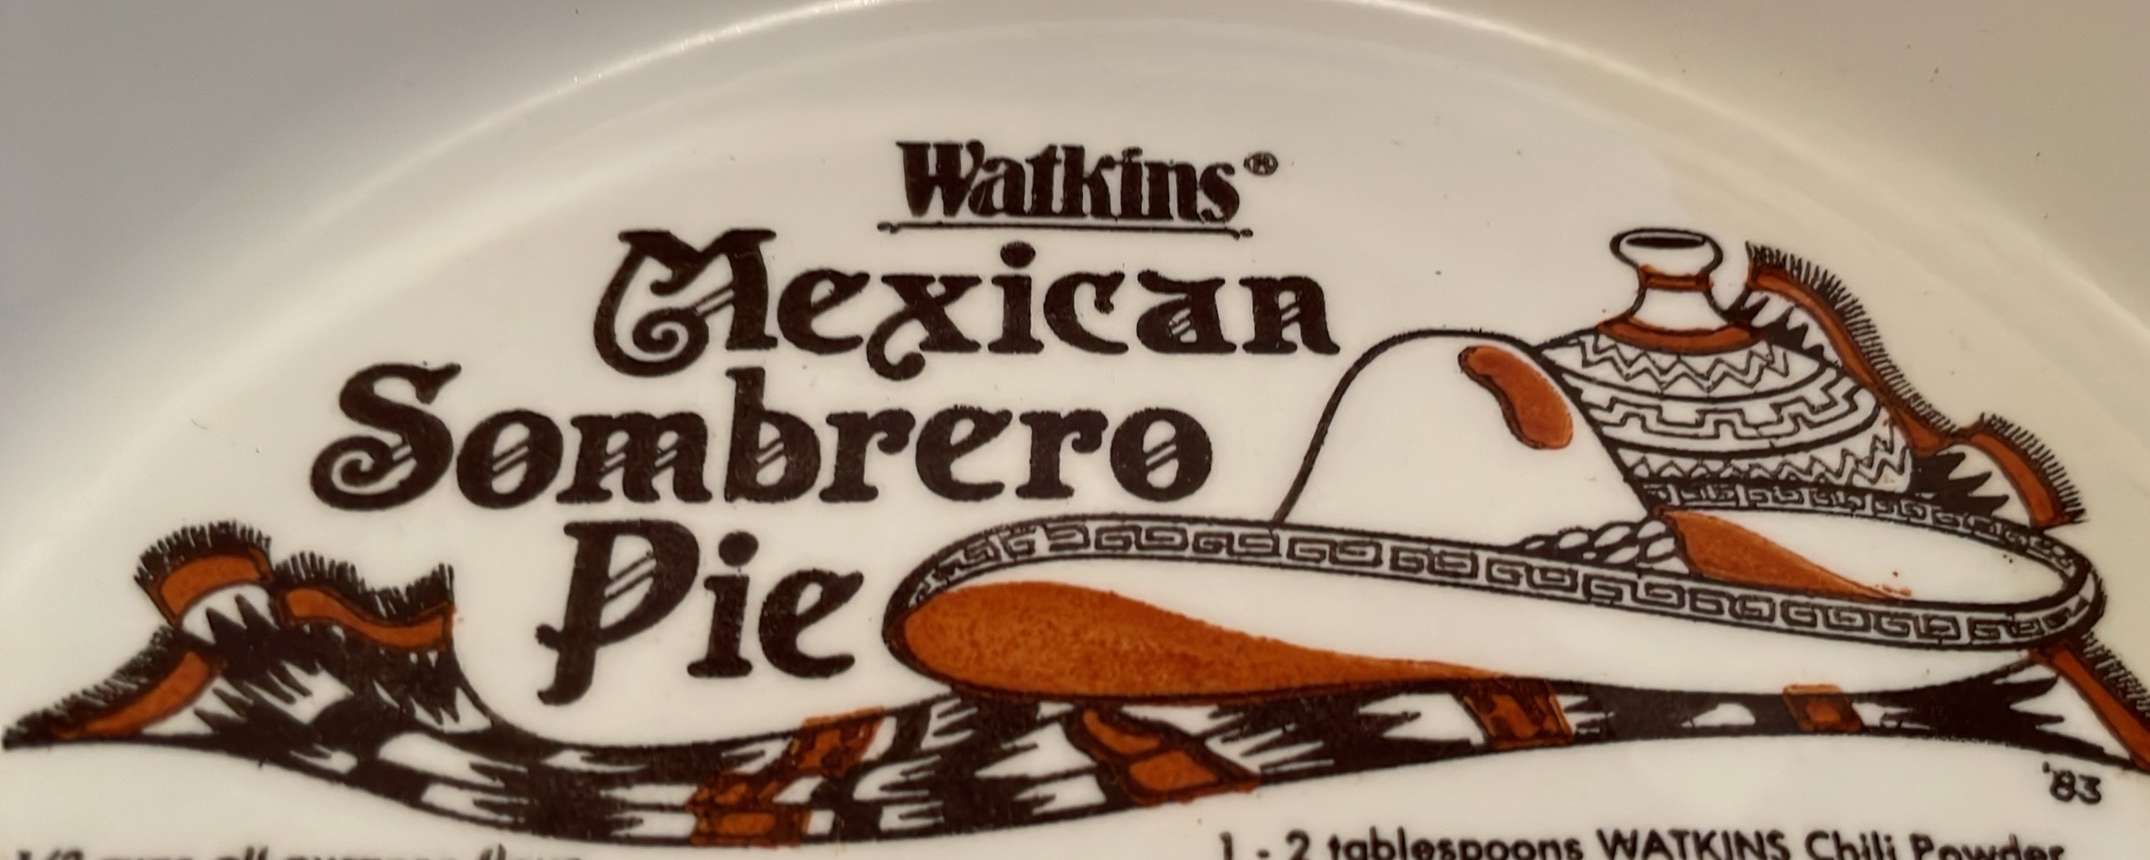 Watkins®
Mexican
Sombrero
Pie
'83
1 - 2 tablespoons WATKINS Chili Powder